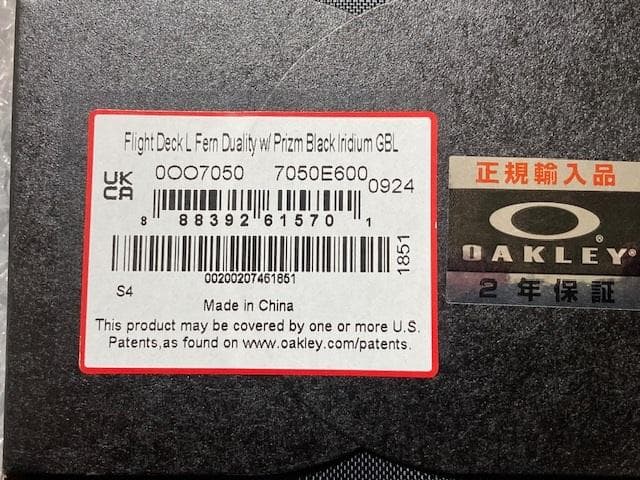 Flight Deck L Fern Duality w/ Prizm Black Iridium GBL
UK
CA
0OO7050 7050E600 0924
8 88392 61570 1
1851
00200207461851
S4
Made in China
This product may be covered by one or more U.S.
Patents,as found on www.oakley.com/patents.
正規輸入品
OAKLEY®
2年保証